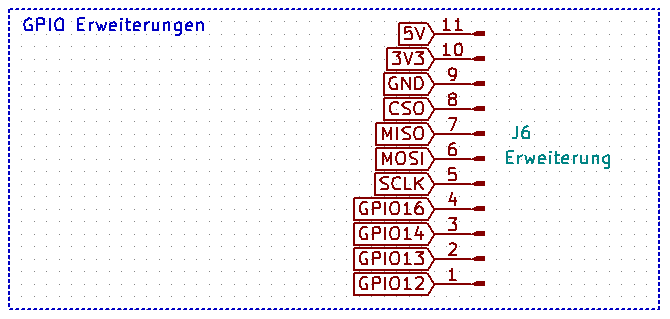 GPIO Erweiterungen
5V 11
3V3 10
GND 9
CS0 8
MISO 7
J6
MOSI 6
Erweiterung
SCLK 5
GPIO16 4
GPIO14 3
GPIO13 2
GPIO12 1